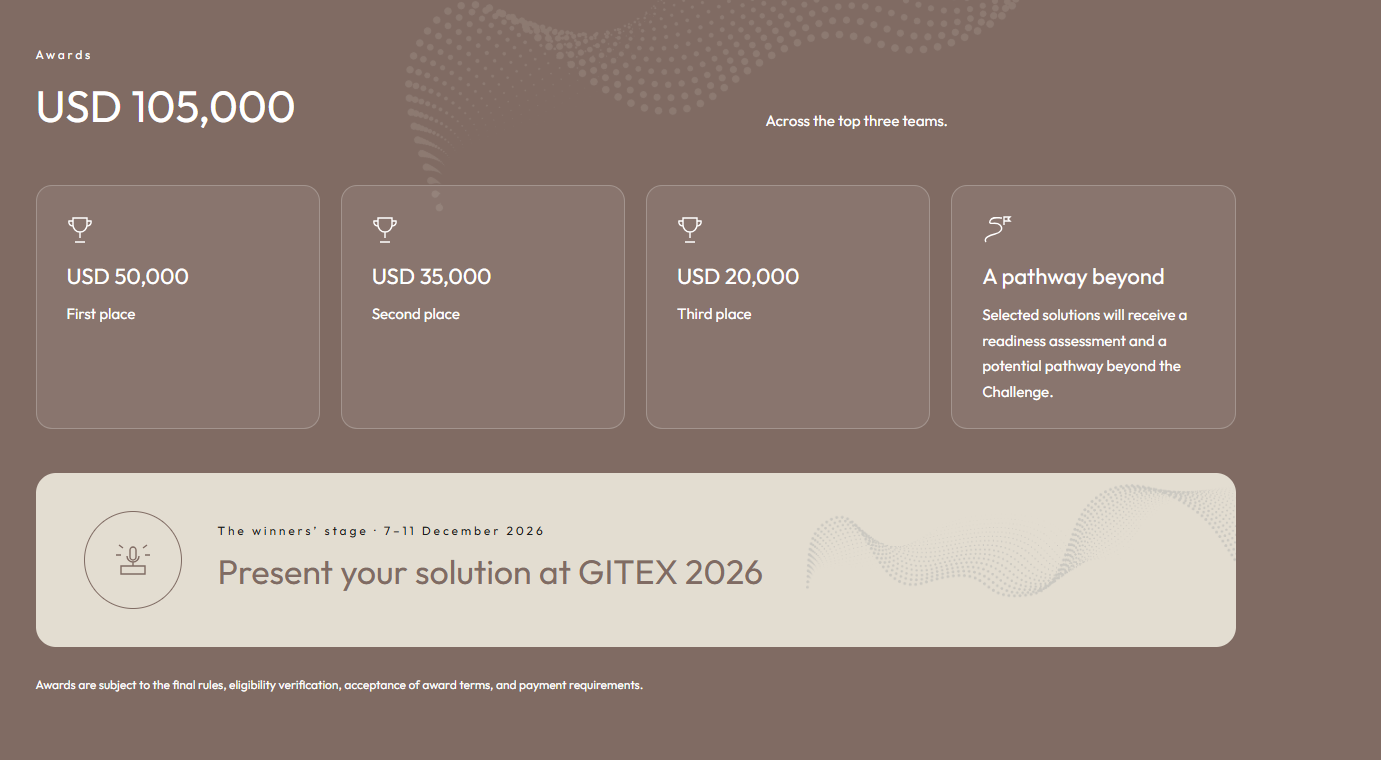 Awards
USD 105,000
Across the top three teams.
USD 50,000
First place
USD 35,000
Second place
USD 20,000
Third place
A pathway beyond
Selected solutions will receive a
readiness assessment and a
potential pathway beyond the
Challenge.
The winners’ stage · 7–11 December 2026
Present your solution at GITEX 2026
Awards are subject to the final rules, eligibility verification, acceptance of award terms, and payment requirements.